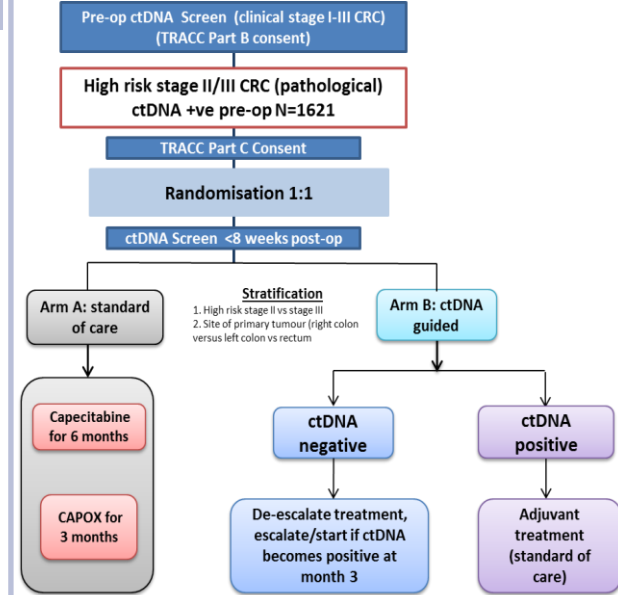 Pre-op ctDNA Screen (clinical stage I-III CRC)
(TRACC Part B consent)
High risk stage II/III CRC (pathological)
ctDNA +ve pre-op N=1621
TRACC Part C Consent
Randomisation 1:1
ctDNA Screen <8 weeks post-op
Arm A: standard
of care
Stratification
1. High risk stage II vs stage III
2. Site of primary tumour (right colon
versus left colon vs rectum
Arm B: ctDNA
guided
Capecitabine
for 6 months
CAPOX for
3 months
ctDNA
negative
ctDNA
positive
De-escalate treatment,
escalate/start if ctDNA
becomes positive at
month 3
Adjuvant
treatment
(standard of
care)